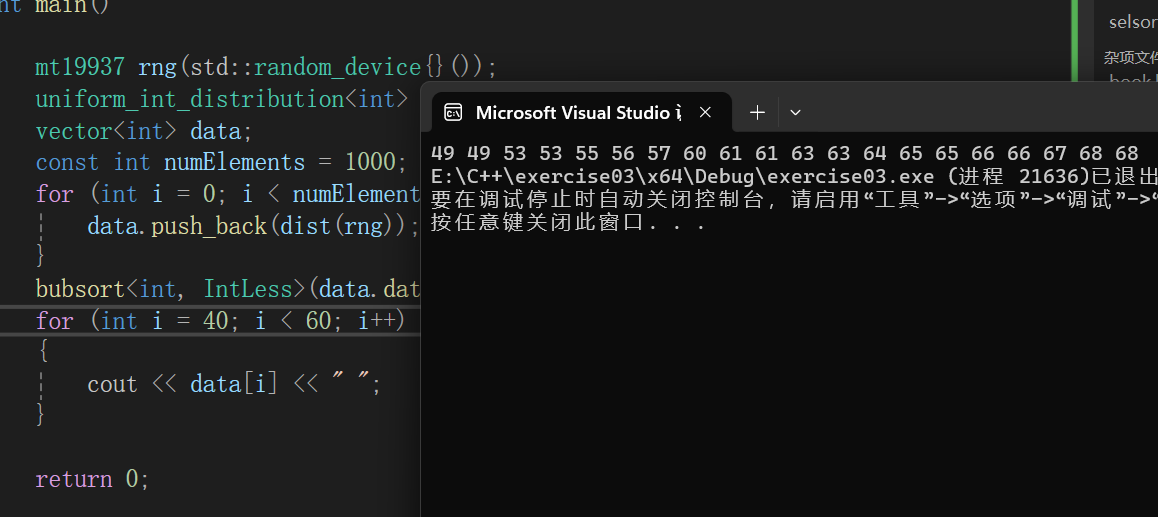 int main()
mt19937 rng(std::random_device{}());
uniform_int_distribution<int>
vector<int> data;
const int numElements = 1000;
for (int i = 0; i < numElement
data.push_back(dist(rng));
}
bubsort<int, IntLess>(data.dat
for (int i = 40; i < 60; i++)
{
cout << data[i] << " ";
}
return 0;
Microsoft Visual Studio
49 49 53 53 55 56 57 60 61 61 63 63 64 65 65 66 66 67 68 68
E:\C++\exercise03\x64\Debug\exercise03.exe (进程 21636)已退出
要在调试停止时自动关闭控制台，请启用“工具”->“选项”->“调试”->“
按任意键关闭此窗口. . .
selsor
杂项文件